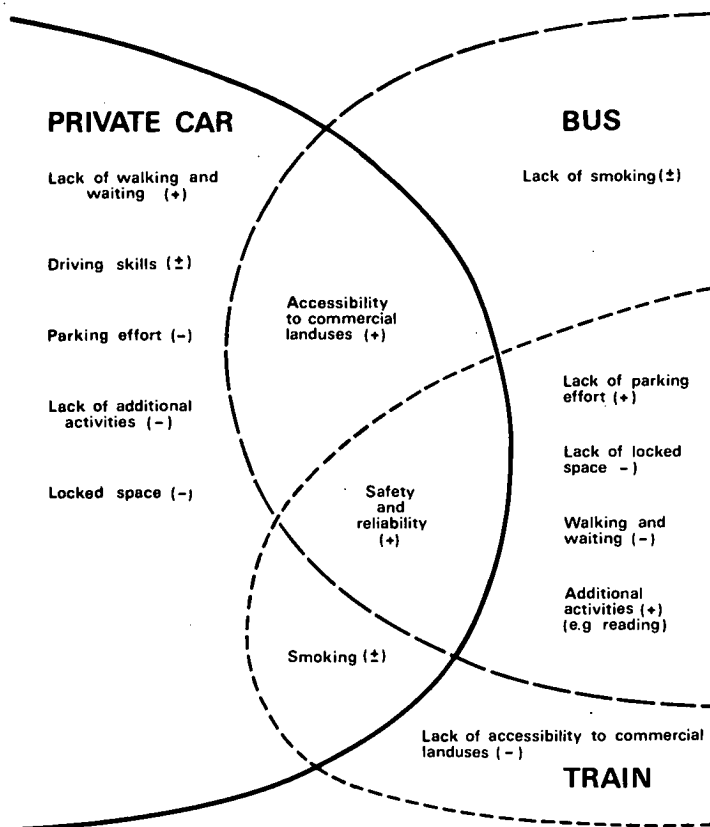 PRIVATE CAR
Lack of walking and
waiting (+)
Driving skills (±)
Parking effort (-)
Lack of additional
activities (-)
Locked space (-)
BUS
Lack of smoking (±)
Accessibility
to commercial
landuses (+)
Lack of parking
effort (+)
Lack of locked
space -)
Walking and
waiting (-)
Additional
activities (+)
(e.g reading)
Safety
and
reliability
(+)
Smoking (±)
Lack of accessibility to commercial
landuses (-)
TRAIN